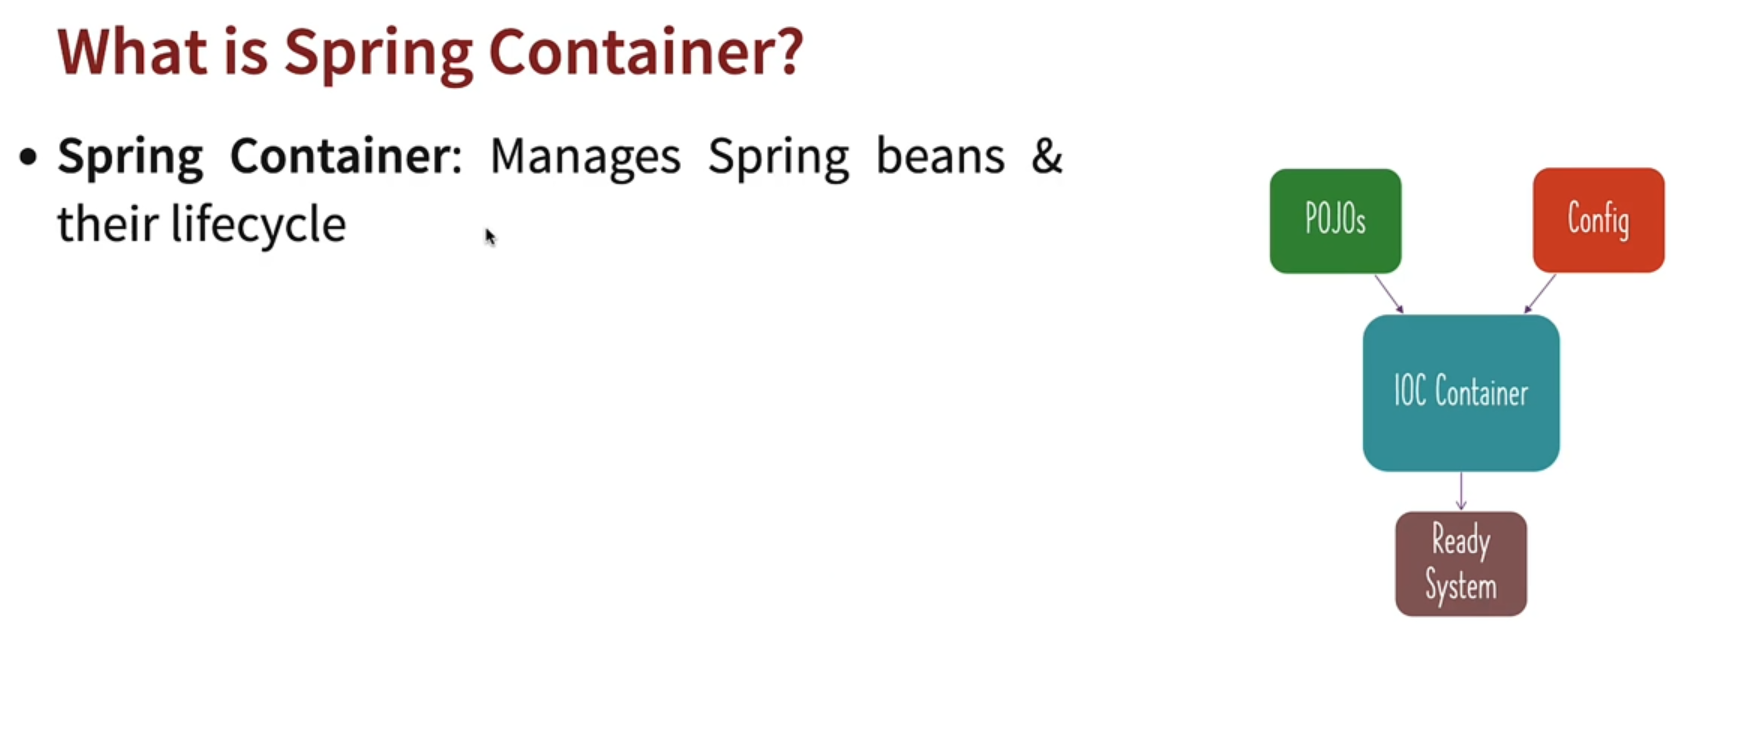 What is Spring Container?
• Spring Container: Manages Spring beans &
their lifecycle
POJOs
Config
IOC Container
Ready
System